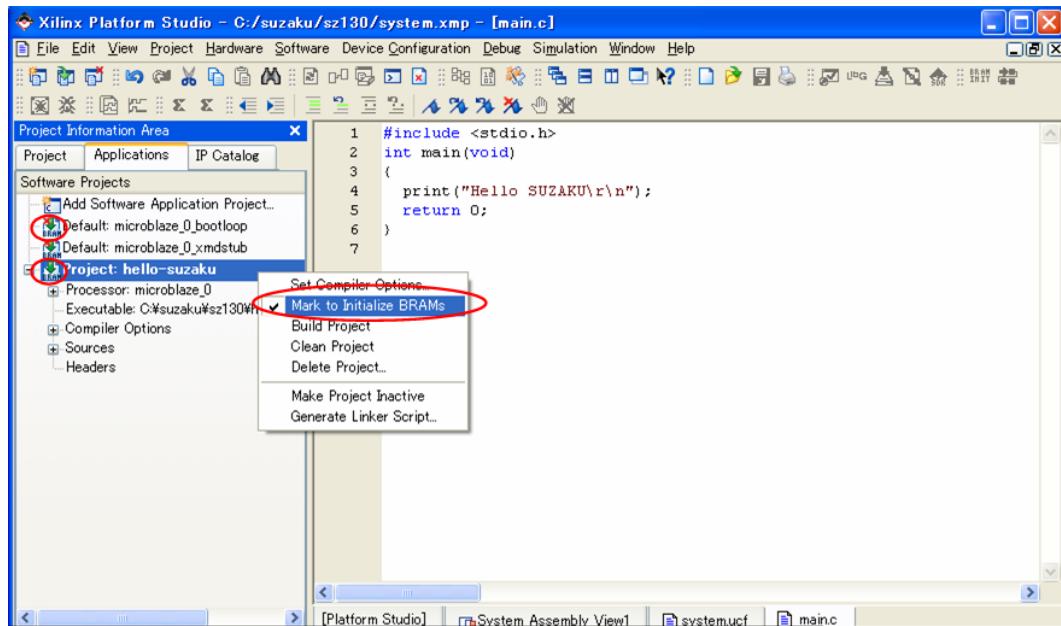 Xilinx Platform Studio - C:/suzaku/sz130/system.xmp - [main.c]
File Edit View Project Hardware Software Device Configuration Debug Simulation Window Help
Project Information Area
Project Applications IP Catalog
Software Projects
Add Software Application Project...
Default: microblaze_0_bootloop
Default: microblaze_0_xmdstub
Project: hello-suzaku
Processor: microblaze_0
Executable: C:¥suzaku¥sz130¥h
Compiler Options
Sources
Headers
1 #include <stdio.h>
2 int main(void)
3 {
4 print("Hello SUZAKU\r\n");
5 return 0;
6 }
7
Set Compiler Options...
Mark to Initialize BRAMs
Build Project
Clean Project
Delete Project...
Make Project Inactive
Generate Linker Script...
[Platform Studio] System Assembly View1 system.ucf main.c